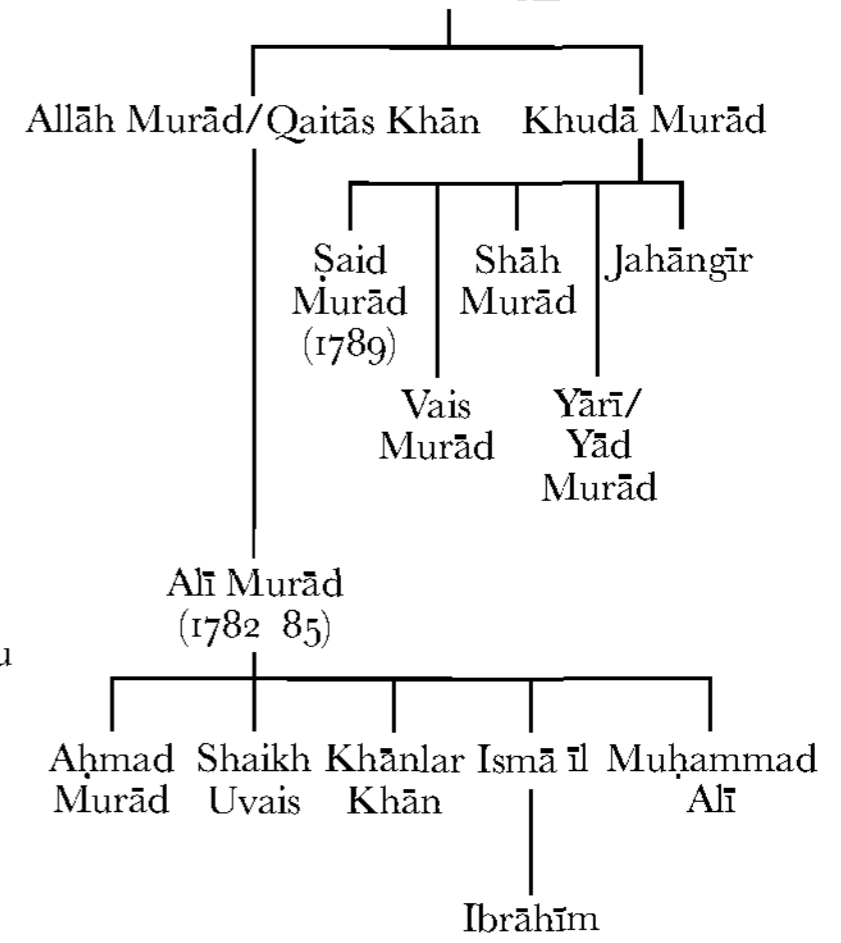 Allāh Murād/Qaitās Khān Khudā Murād
Ṣaid
Murād
(1789)
Shāh
Murād
Jahāngīr
Vais
Murād
Yārī/
Yād
Murād
Alī Murād
(1782 85)
u
Aḥmad
Murād
Shaikh
Uvais
Khānlar
Khān
Ismā īl
Muḥammad
Alī
Ibrāhīm